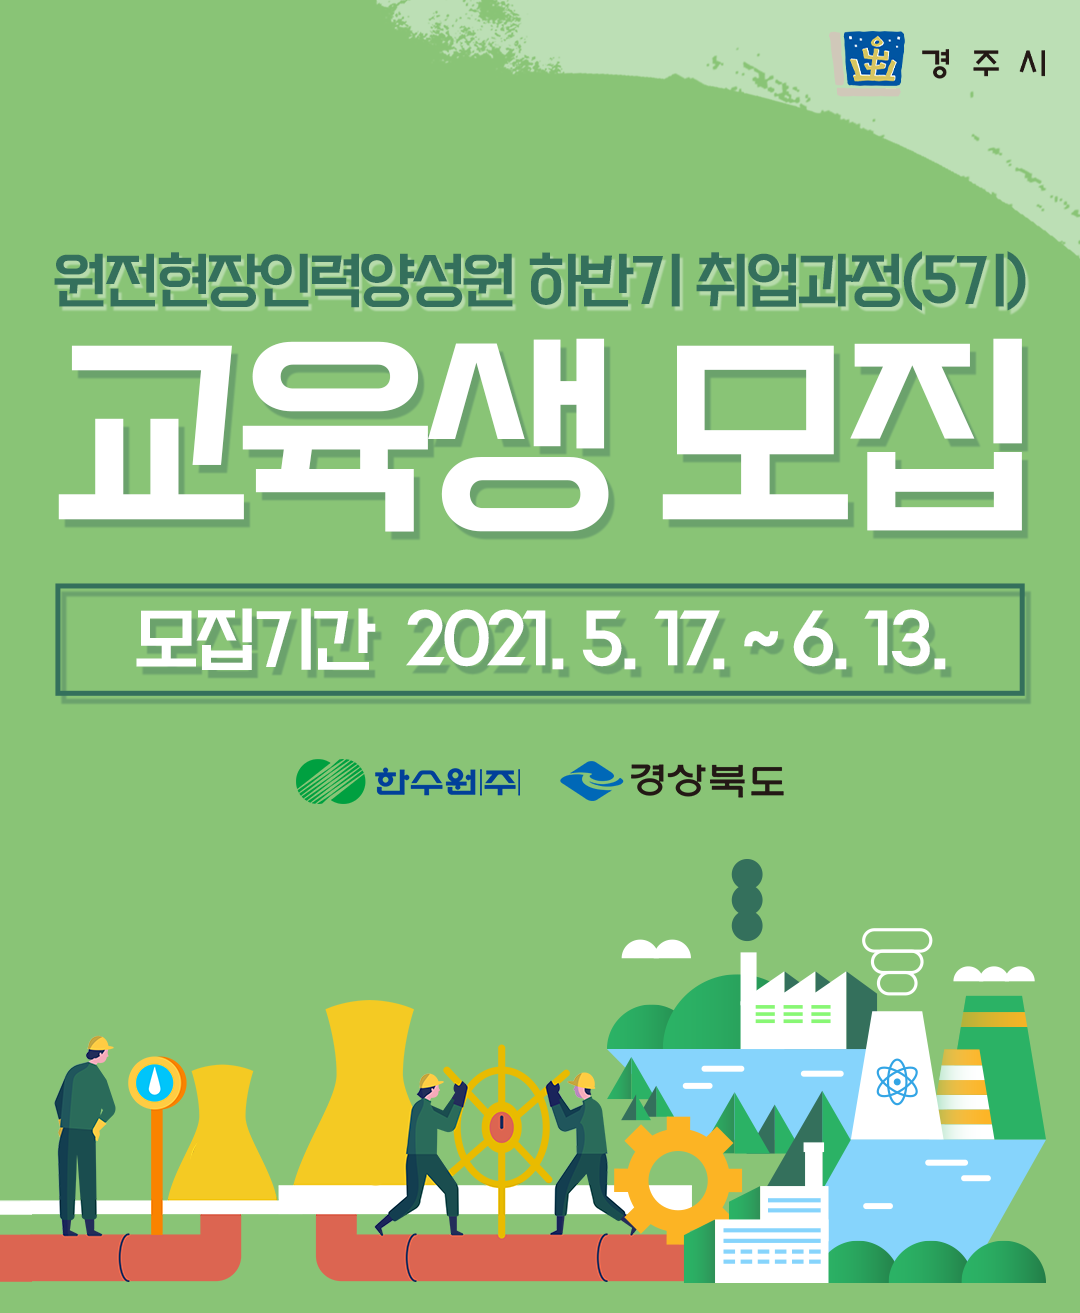 경주시
원전현장인력양성원 하반기 취업과정(5기)
교육생 모집
모집기간 2021. 5. 17. ~ 6. 13.
한수원(주) 경상북도